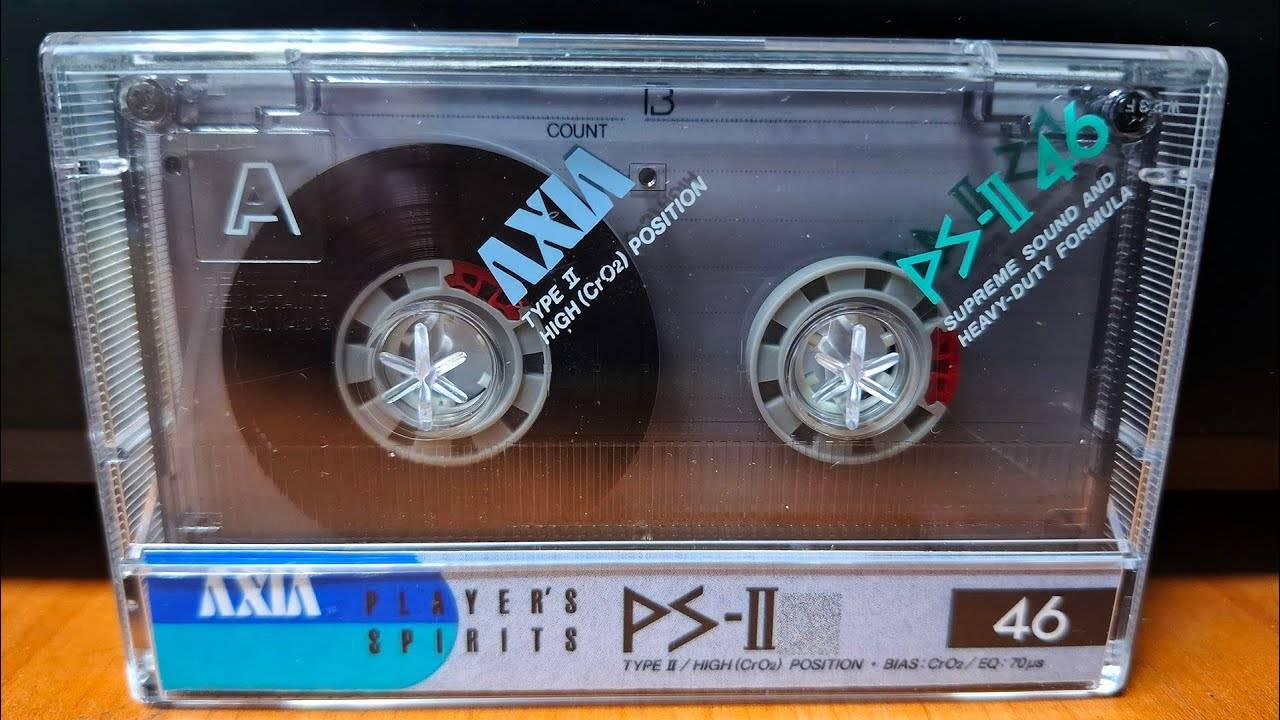 B
COUNT
A
AXIA
TYPE II
HIGH (CrO2) POSITION
PS-II 46
SUPREME SOUND AND
HEAVY-DUTY FORMULA
AXIA
PLAYER'S
SPIRITS
PS-II
46
TYPE II / HIGH (CrO2) POSITION • BIAS: CrO2 / EQ: 70μs